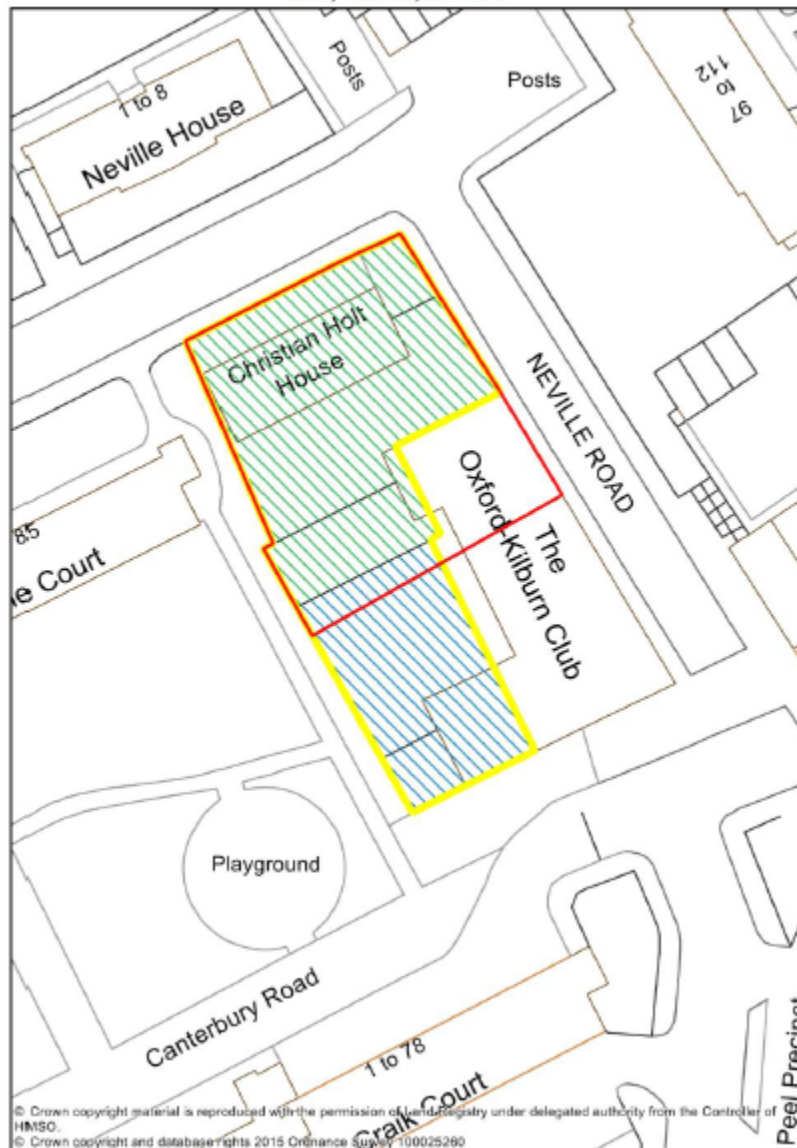 Posts
Posts
1 to 8
Neville House
97 to
112
Christian Holt
House
NEVILLE ROAD
The
Oxford-Kilburn Club
85
le Court
Playground
Canterbury Road
1 to 78
Craik Court
Peel Precinct
© Crown copyright material is reproduced with the permission of Land Registry under delegated authority from the Controller of
HMSO.
© Crown copyright and database rights 2015 Ordnance Survey 100025260